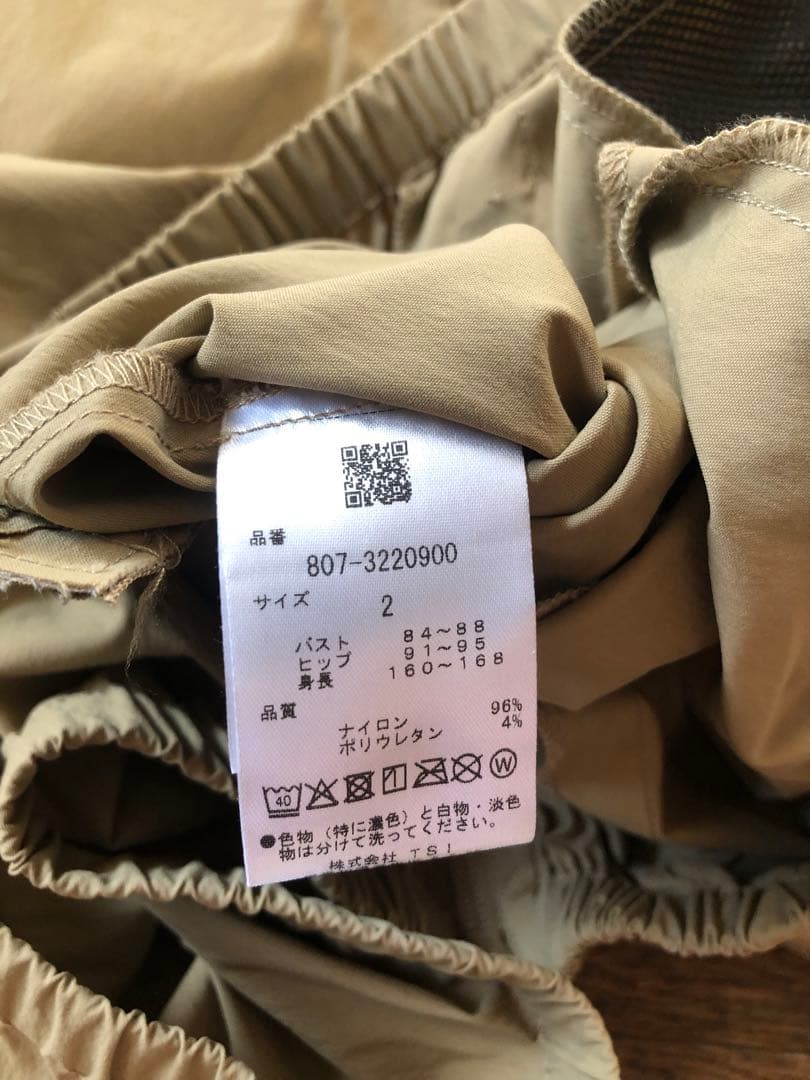 品番
807-3220900
サイズ 2
バスト 84~88
ヒップ 91~95
身長 160~168
品質
ナイロン 96%
ポリウレタン 4%
40 W
●色物(特に濃色)と白物・淡色
物は分けて洗ってください。
株式会社 TSI